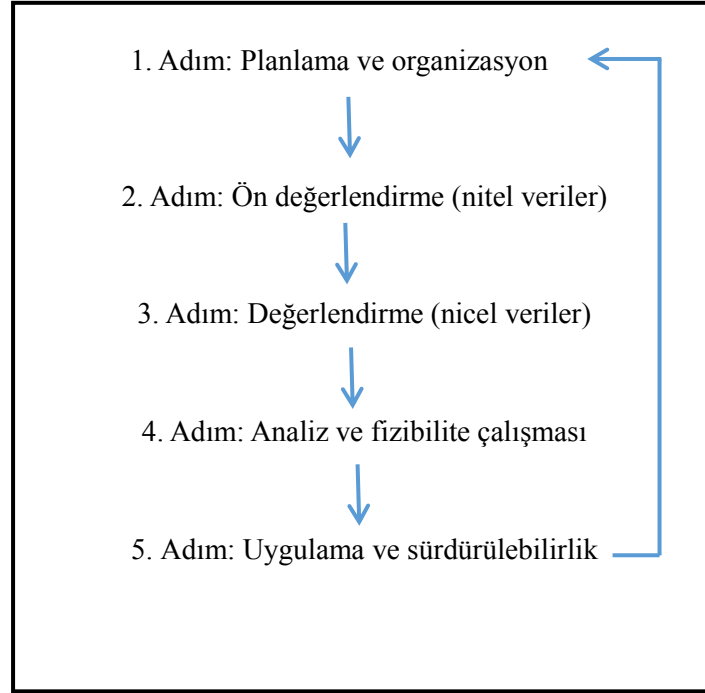 1. Adım: Planlama ve organizasyon
2. Adım: Ön değerlendirme (nitel veriler)
3. Adım: Değerlendirme (nicel veriler)
4. Adım: Analiz ve fizibilite çalışması
5. Adım: Uygulama ve sürdürülebilirlik